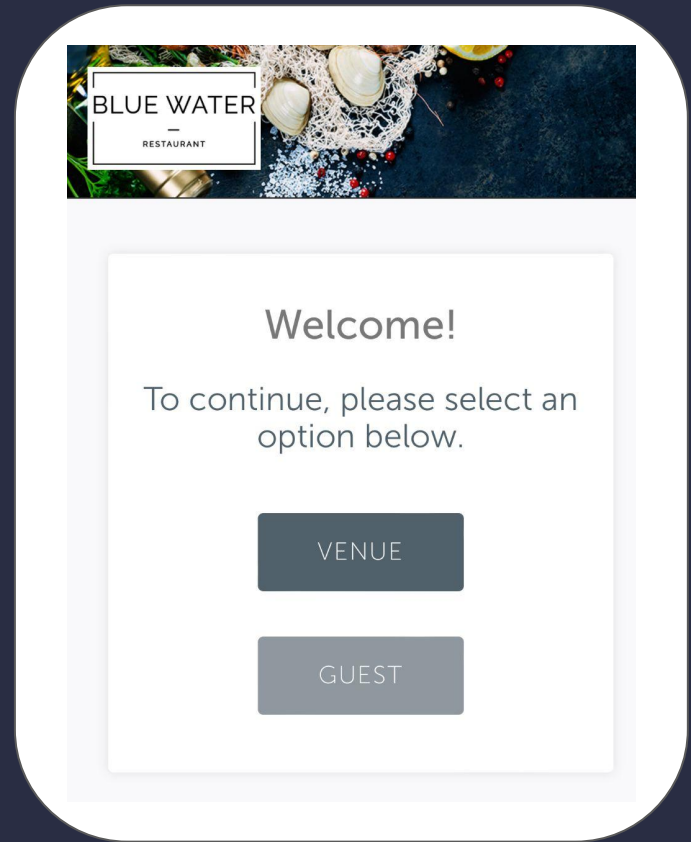 BLUE WATER
—
RESTAURANT
Welcome!
To continue, please select an
option below.
VENUE
GUEST